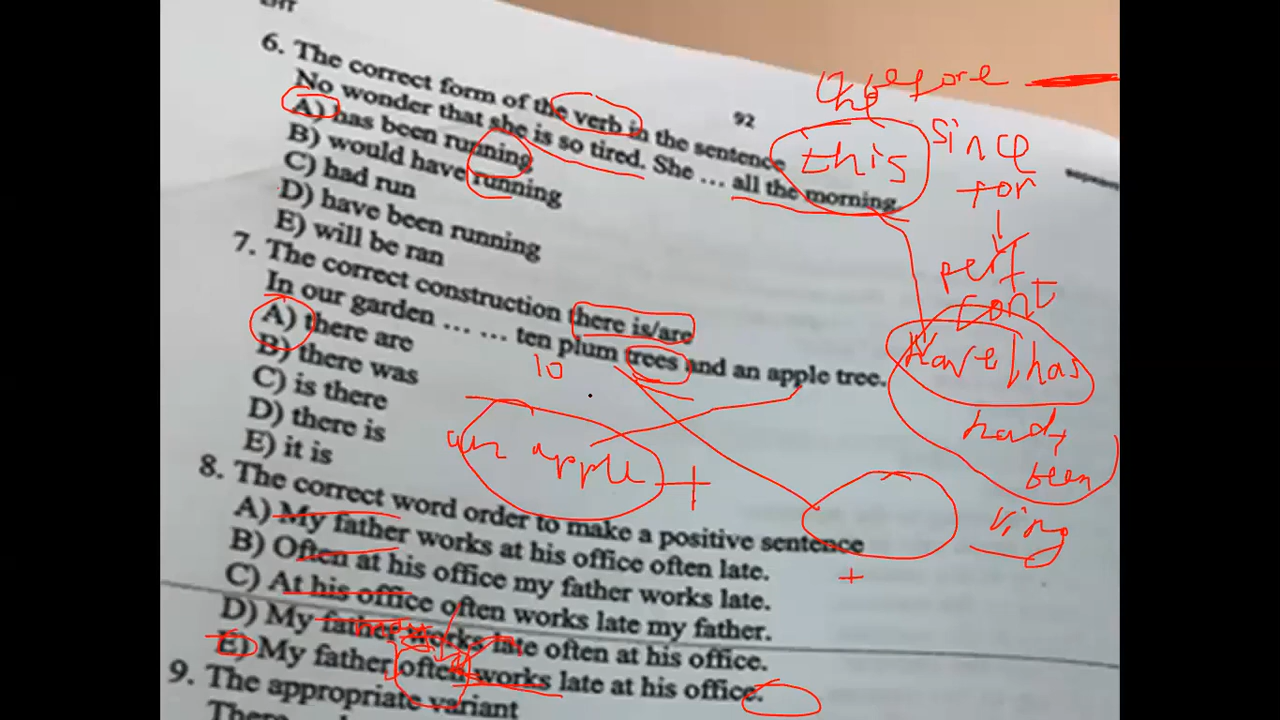 6. The correct form of the verb in the sentence
92
No wonder that she is so tired. She ... all the morning.
A) has been running
B) would have running
C) had run
D) have been running
E) will be ran
7. The correct construction there is/are
In our garden ... ... ten plum trees and an apple tree.
A) there are
B) there was
C) is there
D) there is
E) it is
8. The correct word order to make a positive sentence
A) My father works at his office often late.
B) Often at his office my father works late.
C) At his office often works late my father.
D) My father works late often at his office.
E) My father often works late at his office.
9. The appropriate variant
this
since
for
perf
cont
have/has
had
been
Ving
10
an apple +
+